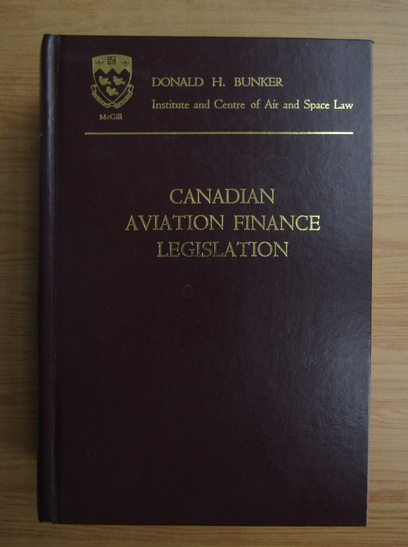 DONALD H. BUNKER
Institute and Centre of Air and Space Law
McGill
CANADIAN
AVIATION FINANCE
LEGISLATION